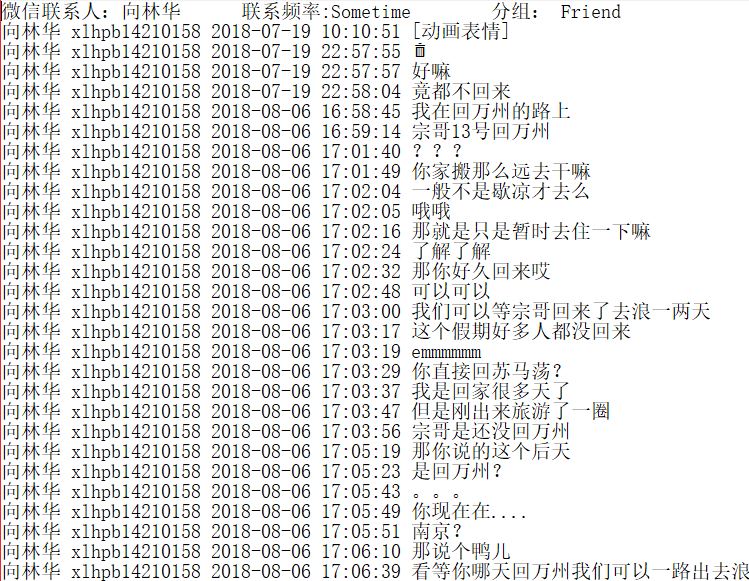 微信联系人：向林华 联系频率:Sometime 分组： Friend
向林华 xlhpb14210158 2018-07-19 10:10:51 [动画表情]
向林华 xlhpb14210158 2018-07-19 22:57:55
向林华 xlhpb14210158 2018-07-19 22:57:57 好嘛
向林华 xlhpb14210158 2018-07-19 22:58:04 竟都不回来
向林华 xlhpb14210158 2018-08-06 16:58:45 我在回万州的路上
向林华 xlhpb14210158 2018-08-06 16:59:14 宗哥13号回万州
向林华 xlhpb14210158 2018-08-06 17:01:40 ？？？
向林华 xlhpb14210158 2018-08-06 17:01:49 你家搬那么远去干嘛
向林华 xlhpb14210158 2018-08-06 17:02:04 一般不是歇凉才去么
向林华 xlhpb14210158 2018-08-06 17:02:05 哦哦
向林华 xlhpb14210158 2018-08-06 17:02:16 那就是只是暂时去住一下嘛
向林华 xlhpb14210158 2018-08-06 17:02:24 了解了解
向林华 xlhpb14210158 2018-08-06 17:02:32 那你好久回来哎
向林华 xlhpb14210158 2018-08-06 17:02:48 可以可以
向林华 xlhpb14210158 2018-08-06 17:03:00 我们可以等宗哥回来了去浪一两天
向林华 xlhpb14210158 2018-08-06 17:03:17 这个假期好多人都没回来
向林华 xlhpb14210158 2018-08-06 17:03:19 emmmmmmm
向林华 xlhpb14210158 2018-08-06 17:03:29 你直接回苏马荡？
向林华 xlhpb14210158 2018-08-06 17:03:37 我是回家很多天了
向林华 xlhpb14210158 2018-08-06 17:03:47 但是刚出来旅游了一圈
向林华 xlhpb14210158 2018-08-06 17:03:56 宗哥是还没回万州
向林华 xlhpb14210158 2018-08-06 17:05:19 那你说的这个后天
向林华 xlhpb14210158 2018-08-06 17:05:23 是回万州？
向林华 xlhpb14210158 2018-08-06 17:05:43 。。。
向林华 xlhpb14210158 2018-08-06 17:05:49 你现在在....
向林华 xlhpb14210158 2018-08-06 17:05:51 南京？
向林华 xlhpb14210158 2018-08-06 17:06:10 那说个鸭儿
向林华 xlhpb14210158 2018-08-06 17:06:39 看等你哪天回万州我们可以一路出去浪